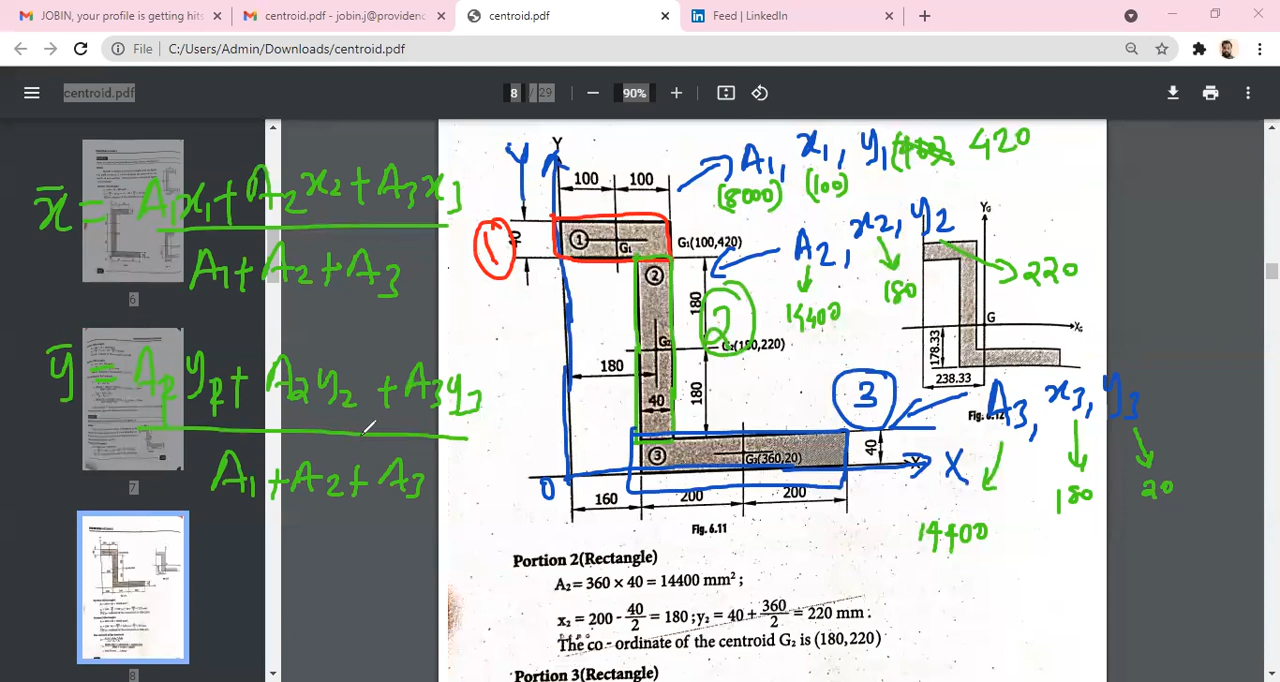 JOBIN, your profile is getting hits
centroid.pdf - jobin.j@providenc
centroid.pdf
Feed | LinkedIn
File
C:/Users/Admin/Downloads/centroid.pdf
centroid.pdf
8 / 29
90%
6
7
8
x̄ = A1x1 + A2x2 + A3x3
A1 + A2 + A3
ȳ = A1y1 + A2y2 + A3y3
A1 + A2 + A3
Y
Y
A1, x1, y1
420
(8000) (100)
100 100
1
40
① G₁
G₁(100,420)
②
A2, x2, y2
14400
180
220
180
2
G₂
G₂(180,220)
180
180
40
3
A3, x3, y3
14400
180
20
③
G₃(360,20)
40
X
X
0
160 200 200
Fig. 6.11
Y_G
G
X_G
178.33
238.33
Portion 2(Rectangle)
A₂ = 360 × 40 = 14400 mm² ;
x₂ = 200 - 40/2 = 180 ; y₂ = 40 + 360/2 = 220 mm .
The co - ordinate of the centroid G₂ is (180,220)
Portion 3(Rectangle)